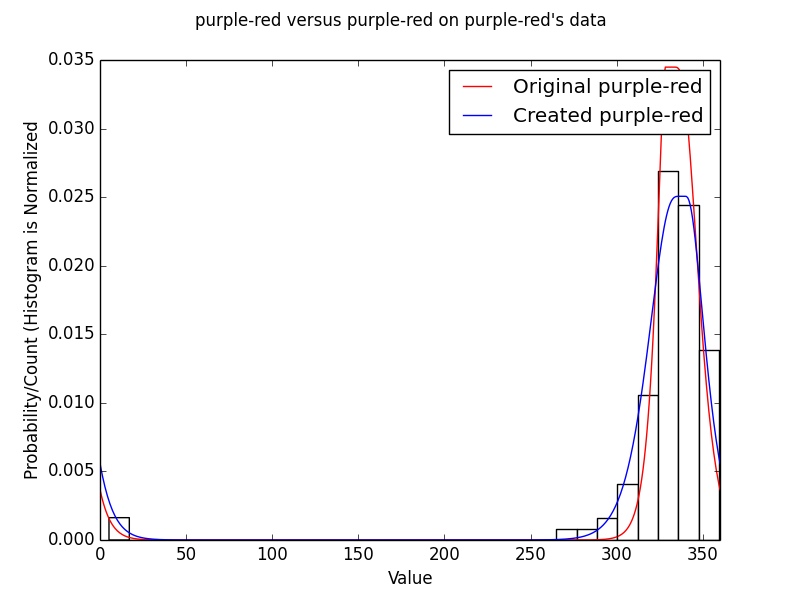 purple-red versus purple-red on purple-red's data
Original purple-red
Created purple-red
0.035
0.030
0.025
0.020
0.015
0.010
0.005
0.000
Probability/Count (Histogram is Normalized
0 50 100 150 200 250 300 350
Value